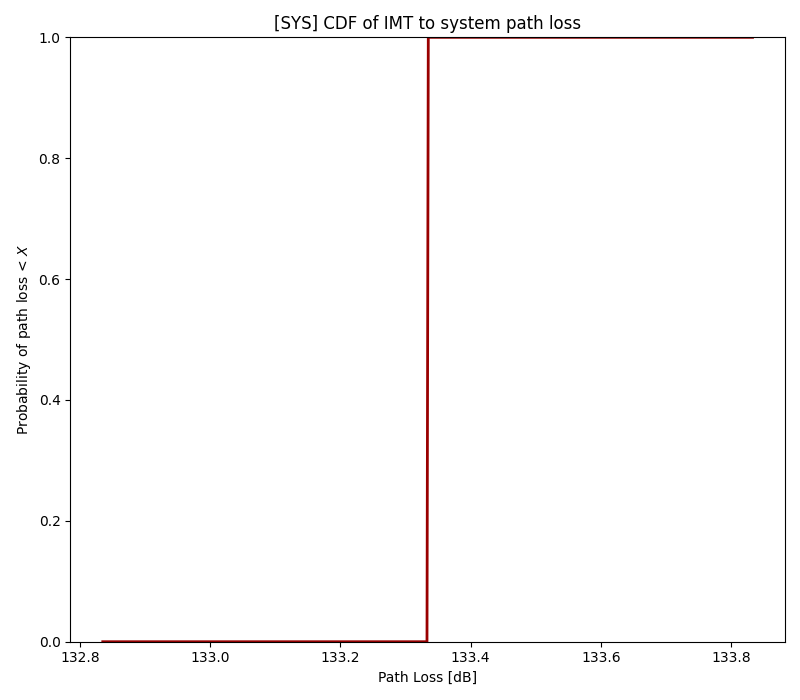 [SYS] CDF of IMT to system path loss
1.0
0.8
0.6
0.4
0.2
0.0
Probability of path loss < X
132.8 133.0 133.2 133.4 133.6 133.8
Path Loss [dB]